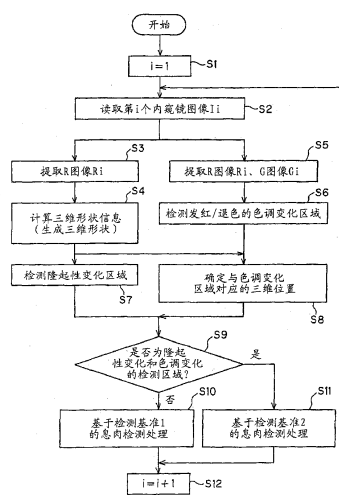 开始
i=1
S1
读取第i个内窥镜图像Ii
S2
S3
提取R图像Ri
S5
提取R图像Ri、G图像Gi
S4
计算三维形状信息
(生成三维形状)
S6
检测发红/退色的色调变化区域
检测隆起性变化区域
S7
确定与色调变化
区域对应的三维位置
S8
S9
是否为隆起
性变化和色调变化
的检测区域?
是
否
S10
基于检测基准1
的息肉检测处理
S11
基于检测基准2
的息肉检测处理
i=i+1
S12